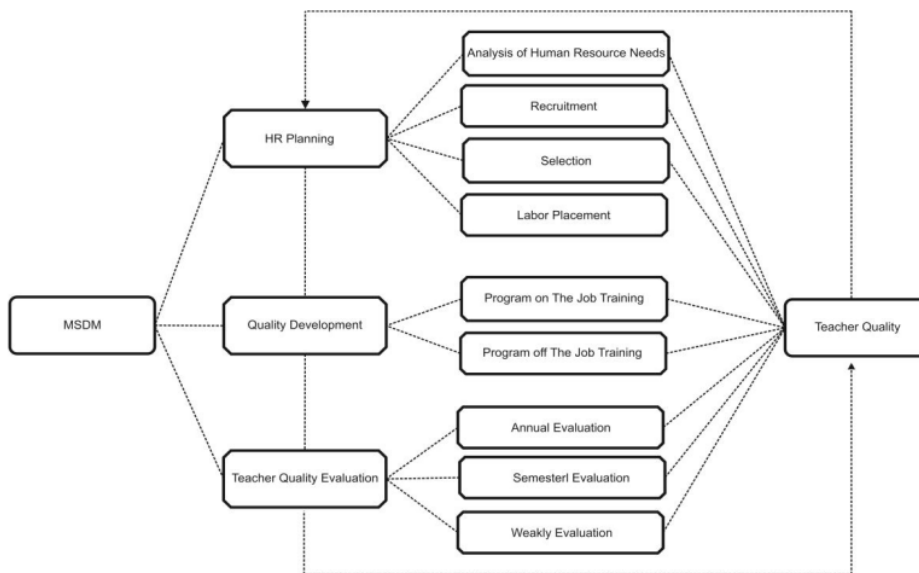 Analysis of Human Resource Needs
Recruitment
HR Planning
Selection
Labor Placement
MSDM
Quality Development
Program on The Job Training
Program off The Job Training
Teacher Quality
Annual Evaluation
Teacher Quality Evaluation
Semesterl Evaluation
Weakly Evaluation